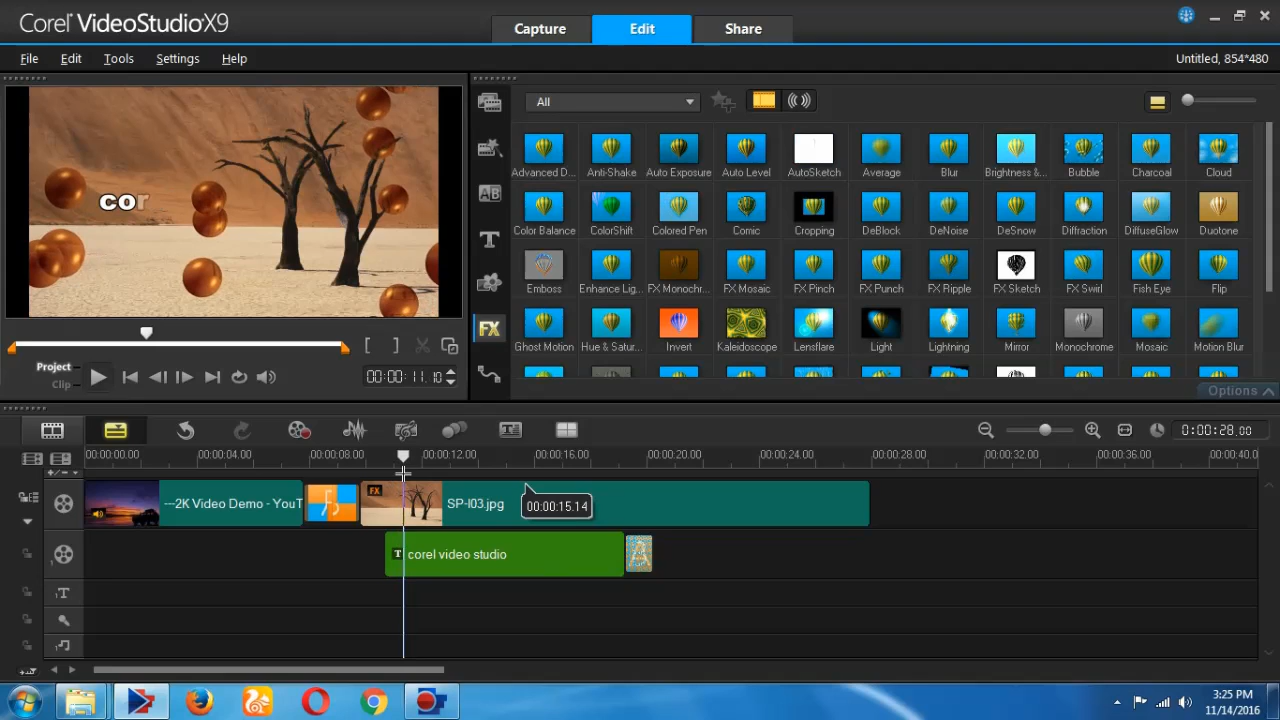 Corel VideoStudio X9
Capture Edit Share
File Edit Tools Settings Help Untitled, 854*480
All
cor
Advanced D... Anti-Shake Auto Exposure Auto Level AutoSketch Average Blur Brightness &... Bubble Charcoal Cloud
Color Balance ColorShift Colored Pen Comic Cropping DeBlock DeNoise DeSnow Diffraction DiffuseGlow Duotone
Emboss Enhance Lig... FX Monochr... FX Mosaic FX Pinch FX Punch FX Ripple FX Sketch FX Swirl Fish Eye Flip
Ghost Motion Hue & Satur... Invert Kaleidoscope Lensflare Light Lightning Mirror Monochrome Mosaic Motion Blur
FX
Project
Clip
00:00:11.10
Options
0:00:28.00
00:00:00.00 00:00:04.00 00:00:08.00 00:00:12.00 00:00:16.00 00:00:20.00 00:00:24.00 00:00:28.00 00:00:32.00 00:00:36.00 00:00:40.0
---2K Video Demo - YouT FX SP-I03.jpg
00:00:15.14
T corel video studio
3:25 PM
11/14/2016